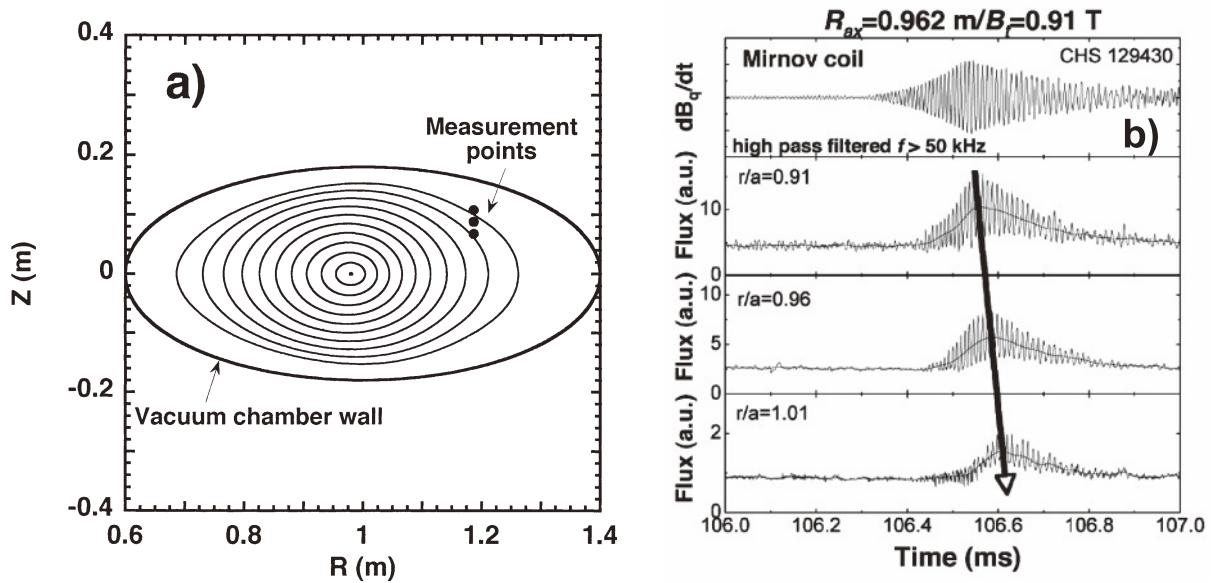 a)
0.4
0.2
0
-0.2
-0.4
Z (m)
0.6
0.8
1
1.2
1.4
R (m)
Measurement
points
Vacuum chamber wall
R_ax=0.962 m/B_t=0.91 T
Mirnov coil
CHS 129430
dB_q/dt
b)
high pass filtered f > 50 kHz
r/a=0.91
Flux (a.u.)
10
0
r/a=0.96
Flux (a.u.)
10
5
0
r/a=1.01
Flux (a.u.)
2
0
106.0
106.2
106.4
106.6
106.8
107.0
Time (ms)